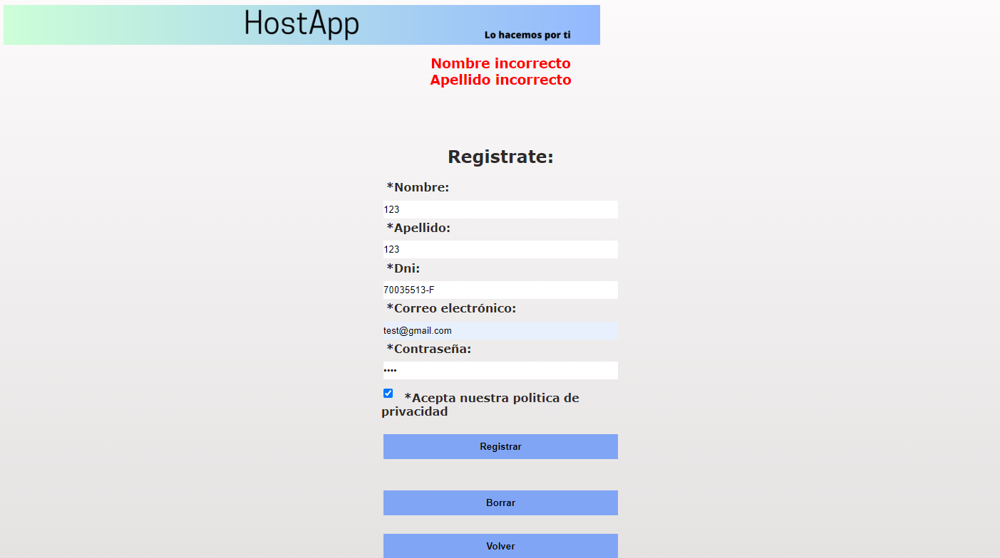 HostApp
Lo hacemos por ti
Nombre incorrecto
Apellido incorrecto
Registrate:
*Nombre:
123
*Apellido:
123
*Dni:
70035513-F
*Correo electrónico:
test@gmail.com
*Contraseña:
••••
*Acepta nuestra politica de
privacidad
Registrar
Borrar
Volver